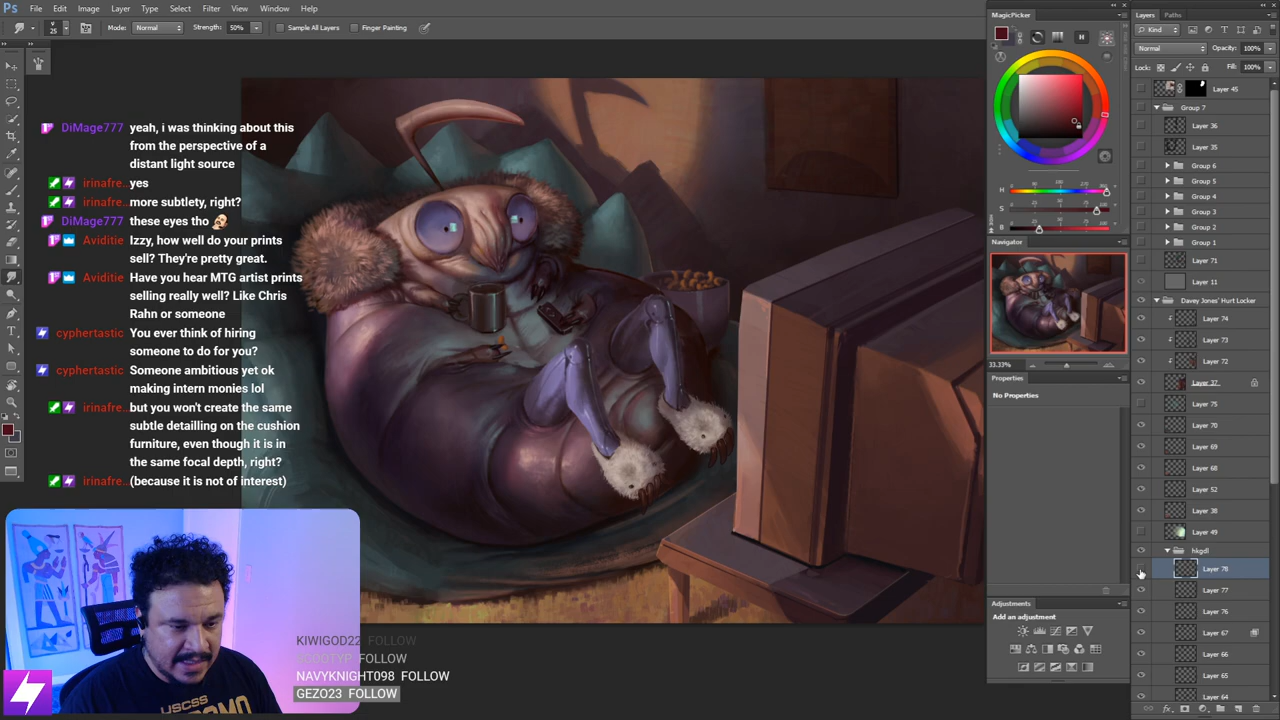 Ps File Edit Image Layer Type Select Filter 3D View Window Help
25 Mode: Normal Strength: 50% Sample All Layers Finger Painting
DiMage777 yeah, i was thinking about this
from the perspective of a
distant light source
irinafre.. yes
irinafre.. more subtlety, right?
DiMage777 these eyes tho
Aviditie Izzy, how well do your prints
sell? They're pretty great.
Aviditie Have you hear MTG artist prints
selling really well? Like Chris
Rahn or someone
cyphertastic You ever think of hiring
someone to do for you?
cyphertastic Someone ambitious yet ok
making intern monies lol
irinafre.. but you won't create the same
subtle detailling on the cushion
furniture, even though it is in
the same focal depth, right?
irinafre.. (because it is not of interest)
KIWIGOD22 FOLLOW
FOLLOW
NAVYKNIGHT098 FOLLOW
GEZO23 FOLLOW
USCSS
MagicPicker
H
H
S
B
Navigator
33.33%
Properties
No Properties
Adjustments
Add an adjustment
Layers Paths
Kind
Normal Opacity: 100%
Lock: Fill: 100%
Layer 45
Group 7
Layer 36
Layer 35
Group 6
Group 5
Group 4
Group 3
Group 2
Group 1
Layer 71
Layer 11
Davey Jones' Hurt Locker
Layer 74
Layer 73
Layer 72
Layer 37
Layer 75
Layer 70
Layer 69
Layer 68
Layer 52
Layer 38
Layer 49
hkgdl
Layer 78
Layer 77
Layer 76
Layer 67
Layer 66
Layer 65
Layer 64
fx